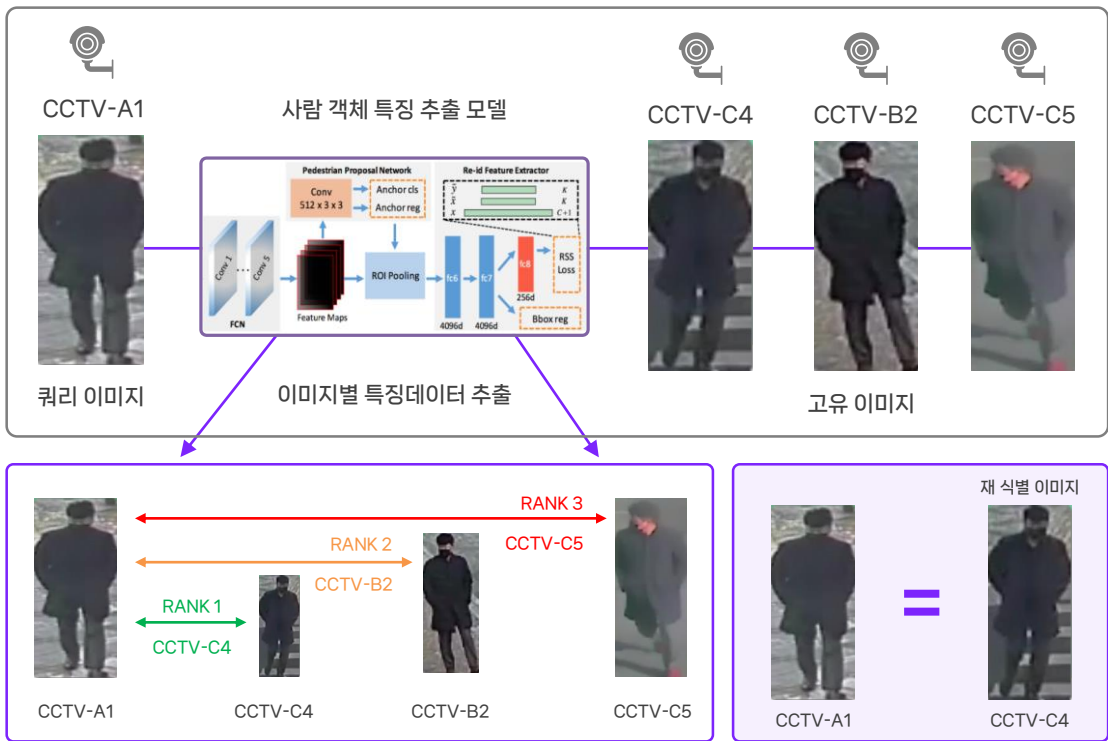 CCTV-A1
사람 객체 특징 추출 모델
CCTV-C4
CCTV-B2
CCTV-C5
Pedestrian Proposal Network
Re-id Feature Extractor
Conv
512 x 3 x 3
Anchor cls
Anchor reg
ỹ K
x̃ K
x C+1
Conv 1
...
Conv 5
ROI Pooling
fc6
fc7
fc8
RSS
Loss
256d
Bbox reg
FCN
Feature Maps
4096d
4096d
쿼리 이미지
이미지별 특징데이터 추출
고유 이미지
RANK 3
CCTV-C5
RANK 2
CCTV-B2
RANK 1
CCTV-C4
CCTV-A1
CCTV-C4
CCTV-B2
CCTV-C5
재 식별 이미지
=
CCTV-A1
CCTV-C4